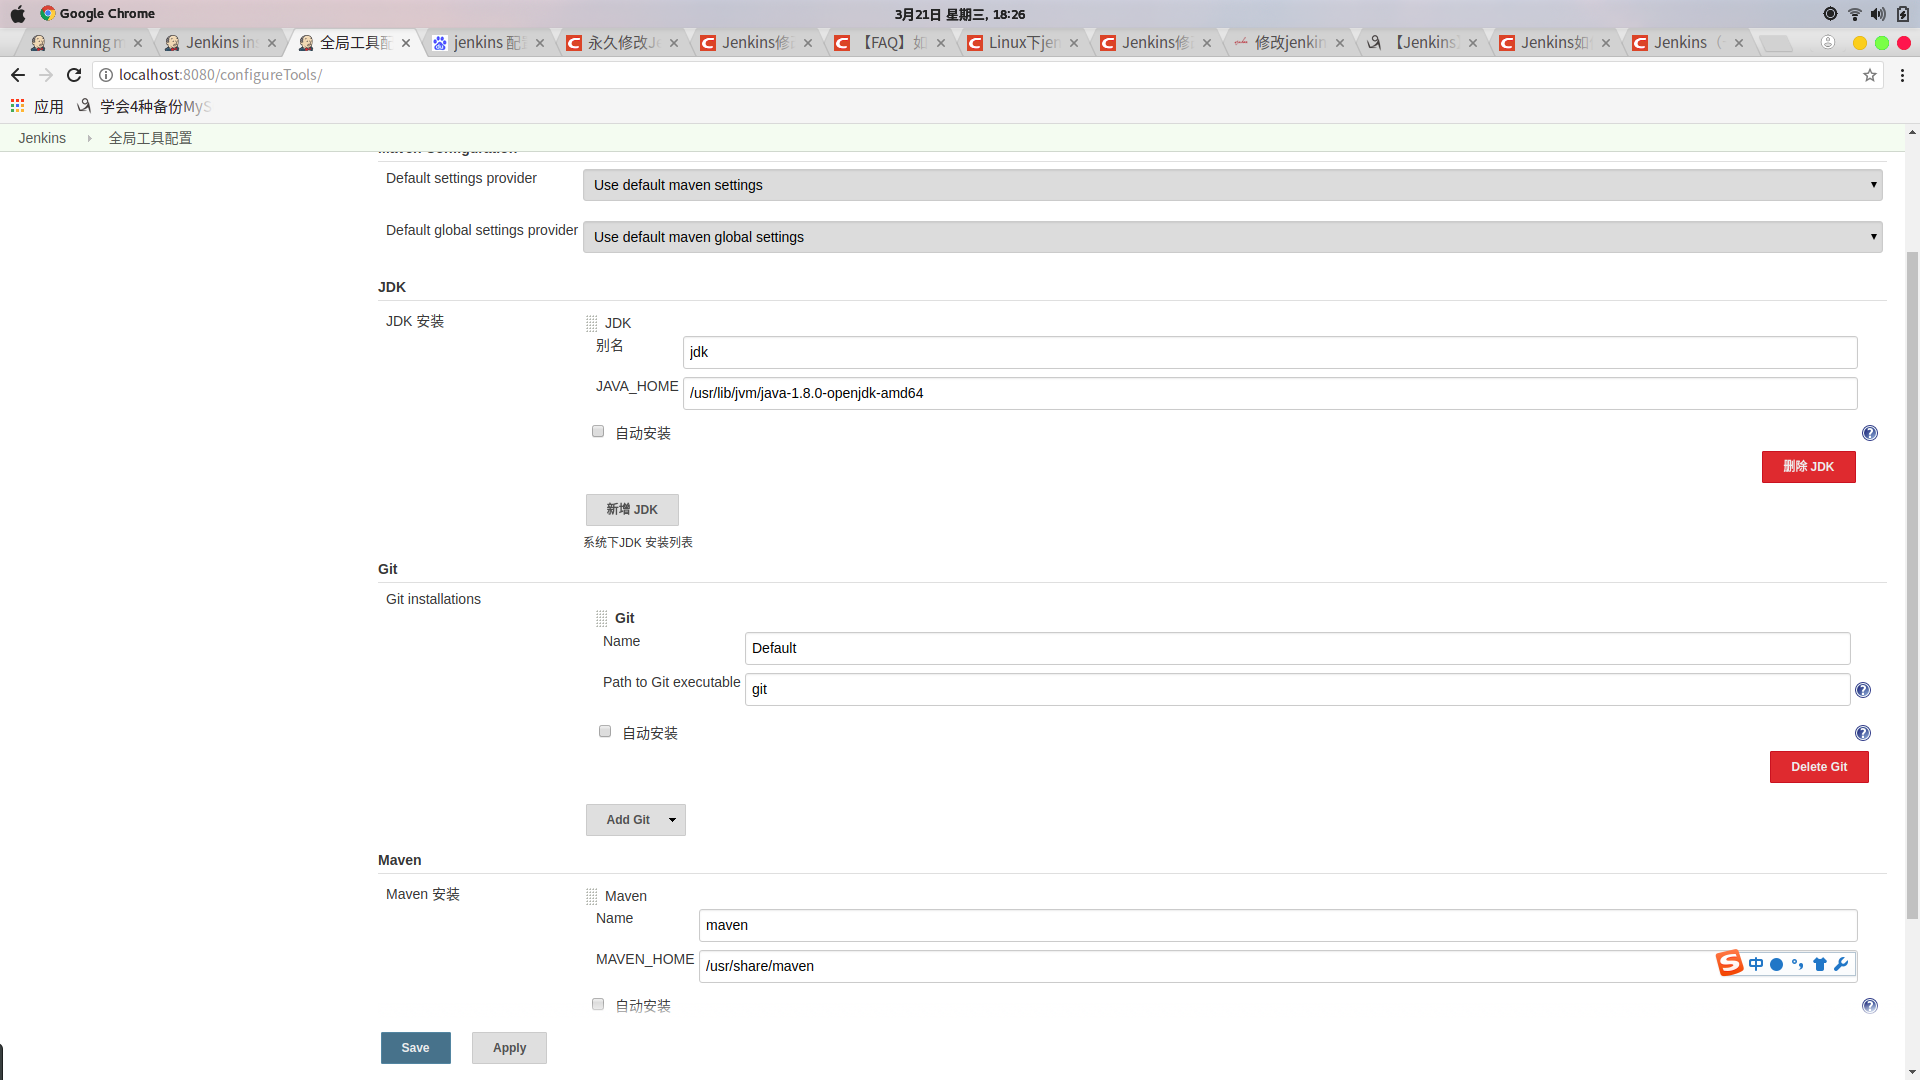 Google Chrome
3月21日 星期三, 18:26
Running m
Jenkins in
全局工具配
jenkins 配
永久修改Je
Jenkins修
【FAQ】如
Linux下jen
Jenkins修
修改jenkin
【Jenkins】
Jenkins如
Jenkins（
localhost:8080/configureTools/
应用
学会4种备份MyS
Jenkins
全局工具配置
Maven Configuration
Default settings provider
Use default maven settings
Default global settings provider
Use default maven global settings
JDK
JDK 安装
JDK
别名
jdk
JAVA_HOME
/usr/lib/jvm/java-1.8.0-openjdk-amd64
自动安装
删除 JDK
新增 JDK
系统下JDK 安装列表
Git
Git installations
Git
Name
Default
Path to Git executable
git
自动安装
Delete Git
Add Git
Maven
Maven 安装
Maven
Name
maven
MAVEN_HOME
/usr/share/maven
中
自动安装
Save
Apply